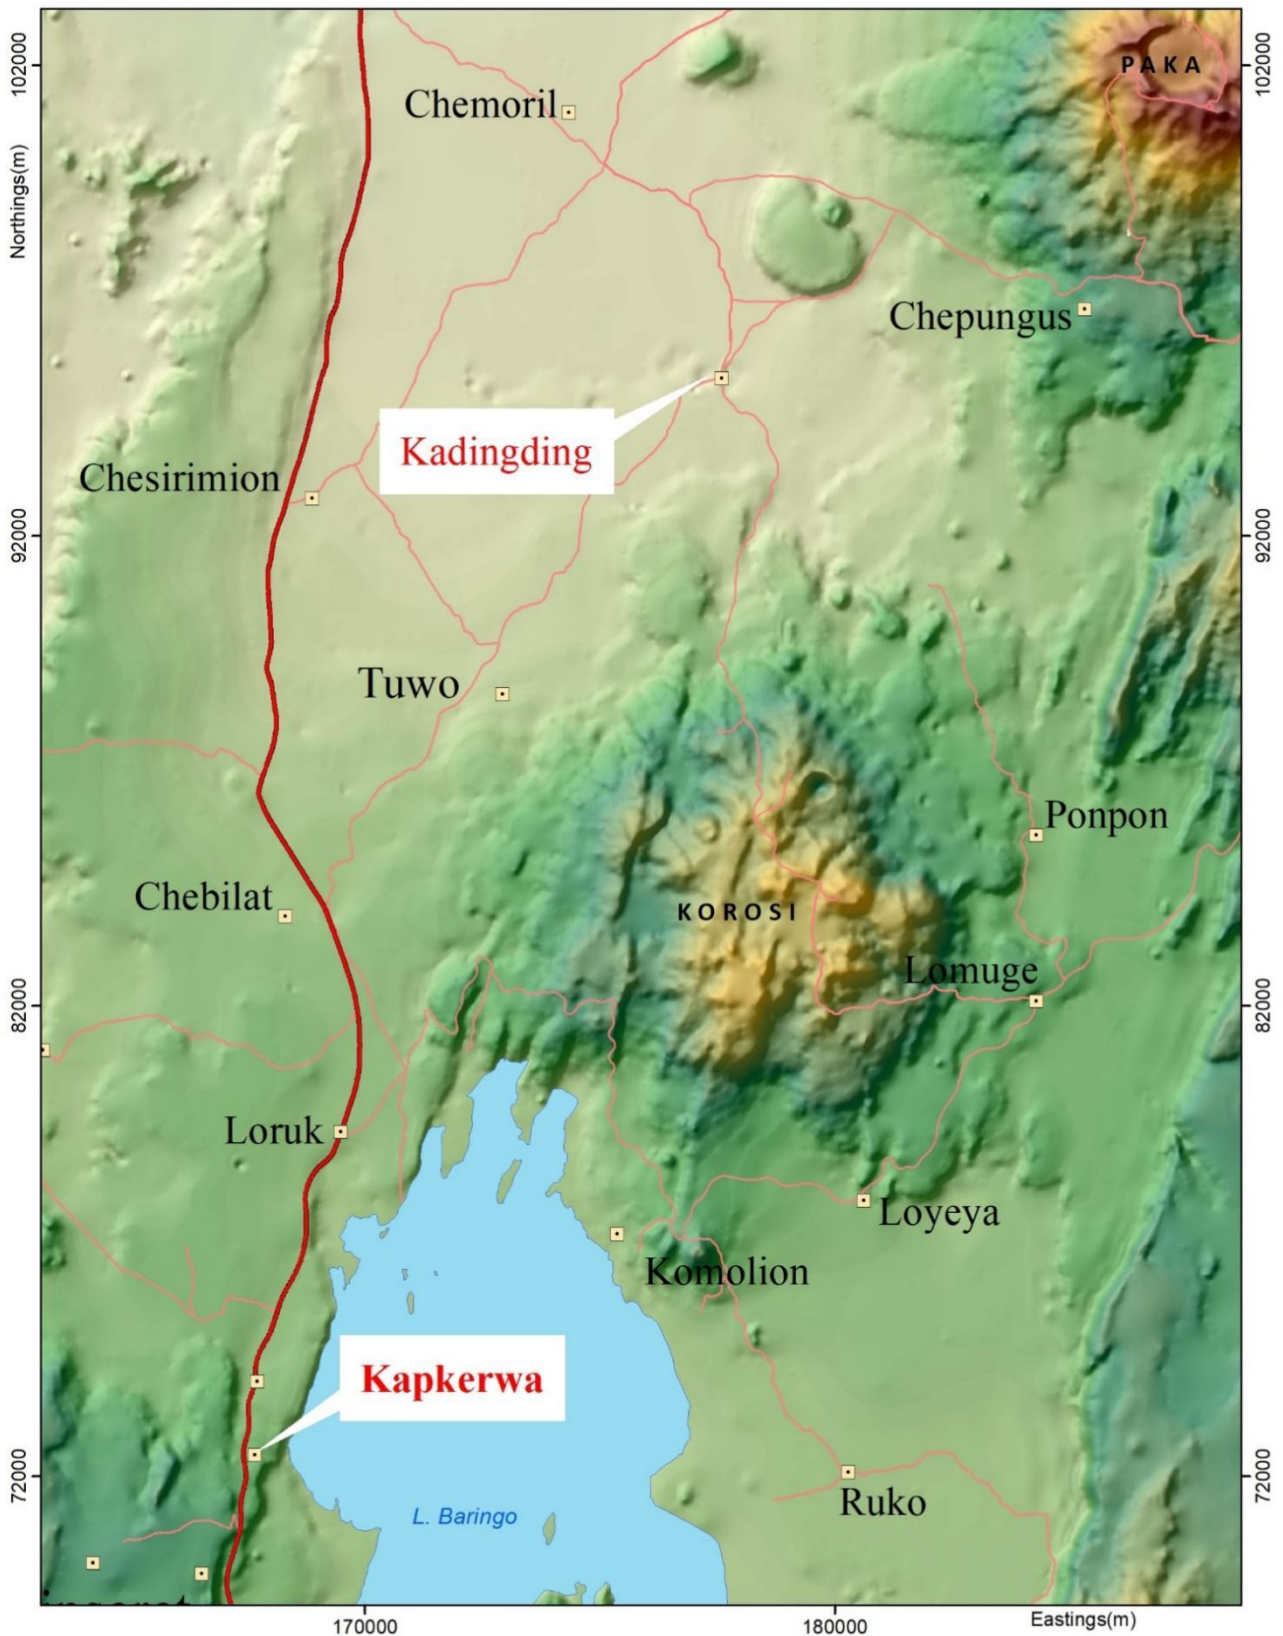 102000
102000
PAKA
Chemoril
Northings(m)
Chepungus
Kadingding
Chesirimion
92000
92000
Tuwo
Ponpon
Chebilat
KOROSI
Lomuge
82000
82000
Loruk
Loyeya
Komolion
Kapkerwa
72000
72000
Ruko
L. Baringo
170000
180000
Eastings(m)